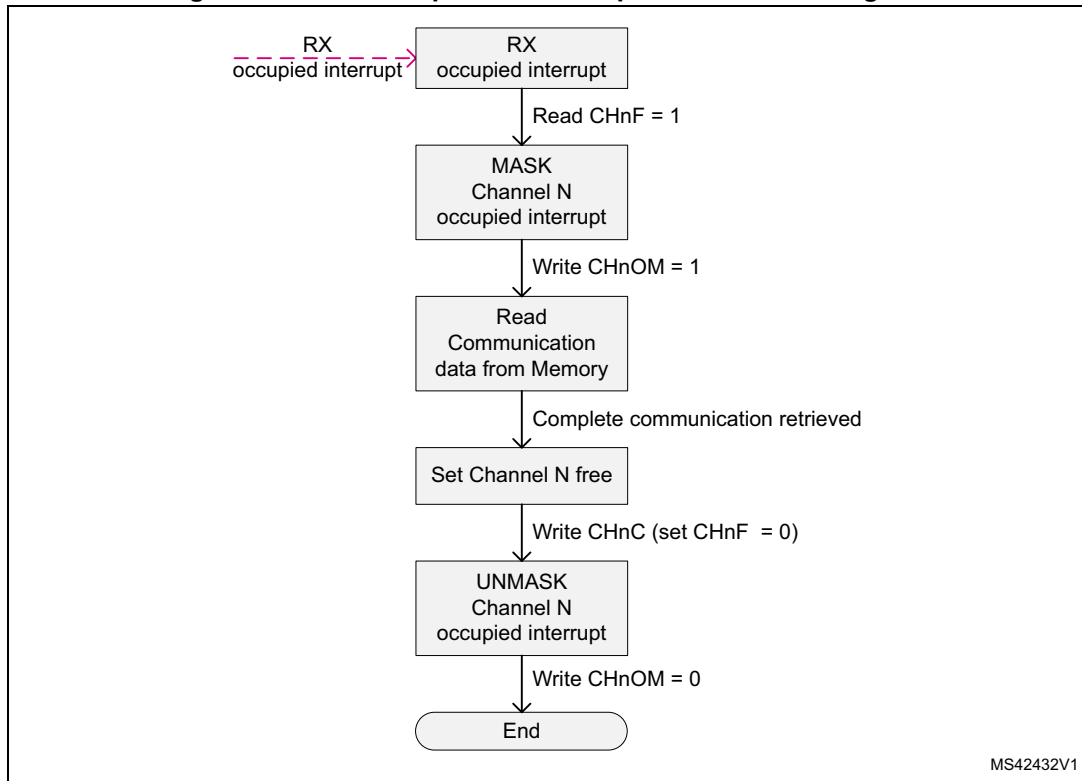 RX
occupied interrupt
RX
occupied interrupt
Read CHnF = 1
MASK
Channel N
occupied interrupt
Write CHnOM = 1
Read
Communication
data from Memory
Complete communication retrieved
Set Channel N free
Write CHnC (set CHnF = 0)
UNMASK
Channel N
occupied interrupt
Write CHnOM = 0
End
MS42432V1